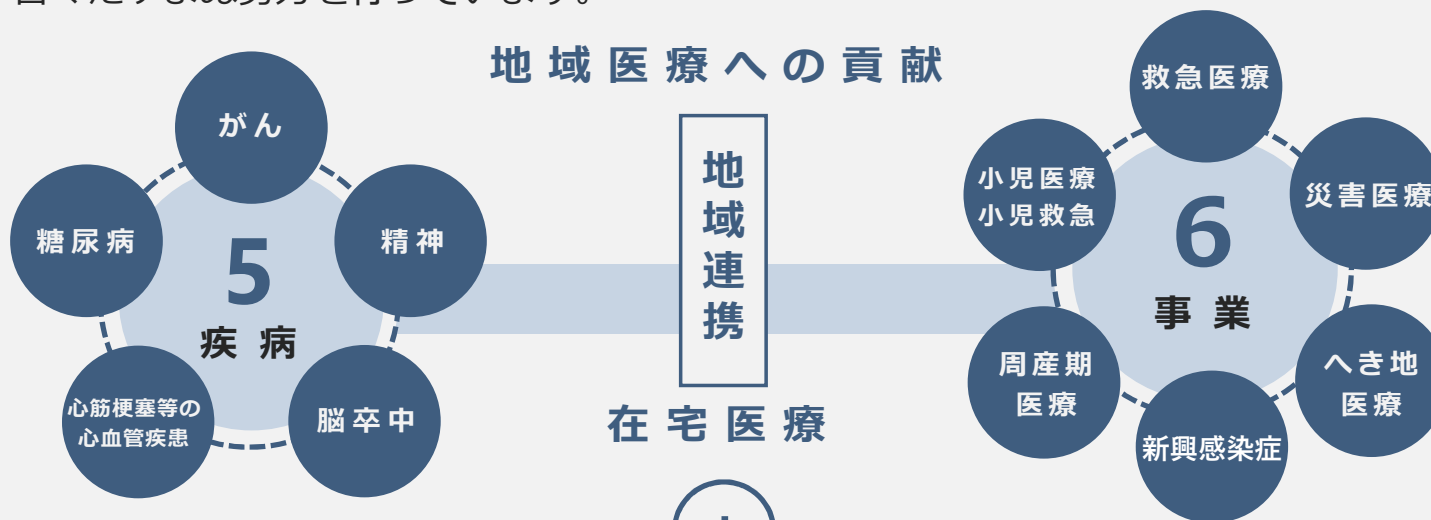 地域医療への貢献
がん
糖尿病
精神
5
疾病
心筋梗塞等の
心血管疾患
脳卒中
地域連携
在宅医療
救急医療
小児医療
小児救急
災害医療
6
事業
周産期
医療
へき地
医療
新興感染症